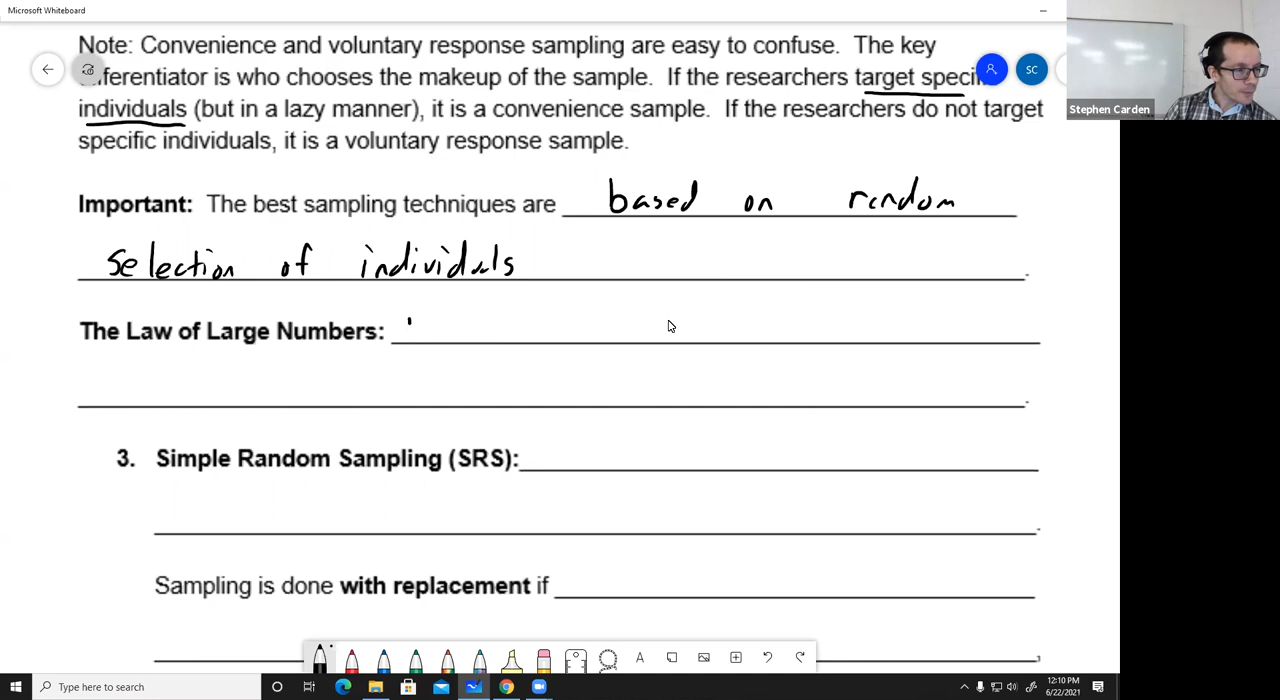 Microsoft Whiteboard
Note: Convenience and voluntary response sampling are easy to confuse. The key
fferentiator is who chooses the makeup of the sample. If the researchers target specifi
SC
individuals (but in a lazy manner), it is a convenience sample. If the researchers do not target
Stephen Carden
specific individuals, it is a voluntary response sample.
Important: The best sampling techniques are based on random
selection of individuals.
The Law of Large Numbers:
3. Simple Random Sampling (SRS):
Sampling is done with replacement if
A
Type here to search
12:10 PM
6/22/2021